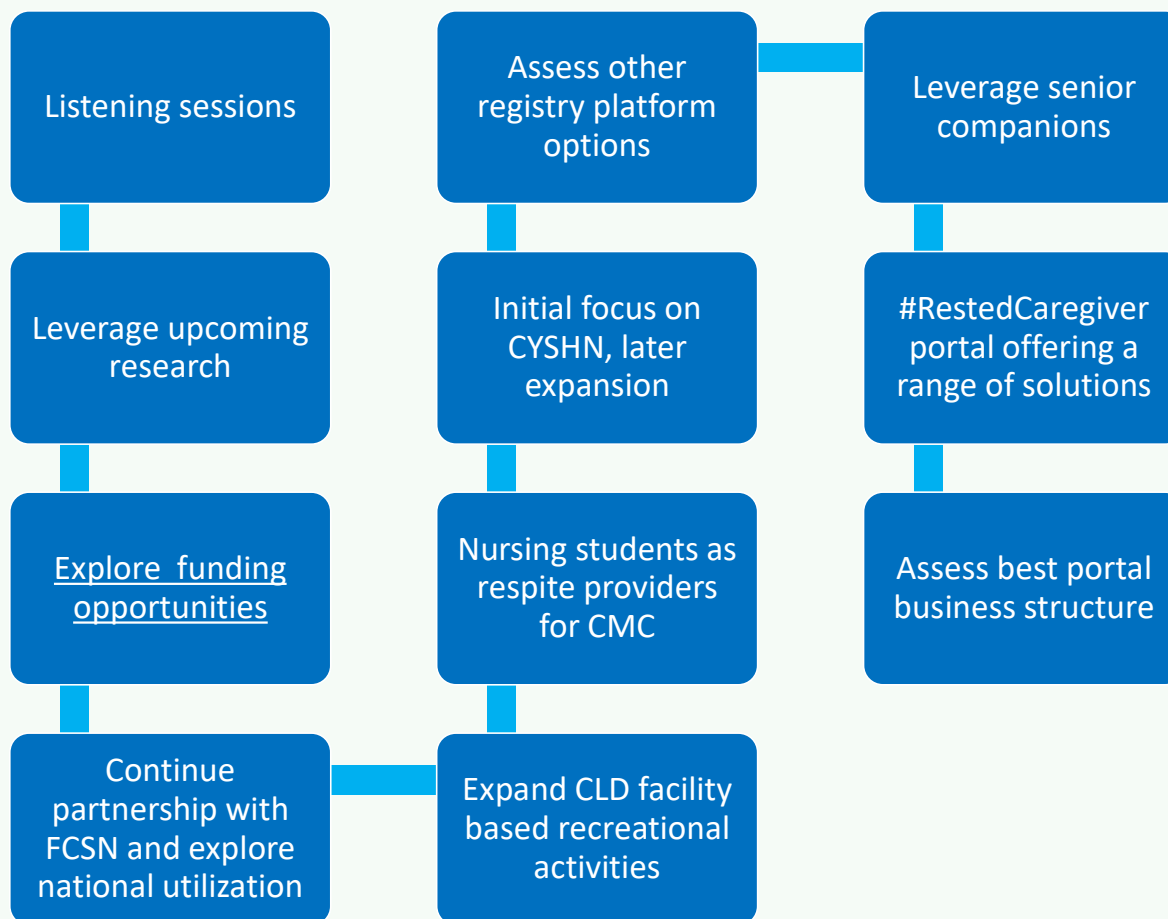 Listening sessions
Leverage upcoming
research
Explore  funding
opportunities
Continue
partnership with
FCSN and explore
national utilization
Expand CLD facility
based recreational
activities
Nursing students as
respite providers
for CMC
Initial focus on
CYSHN, later
expansion
Assess other
registry platform
options
Leverage senior
companions
#RestedCaregiver
portal offering a
range of solutions
Assess best portal
business structure